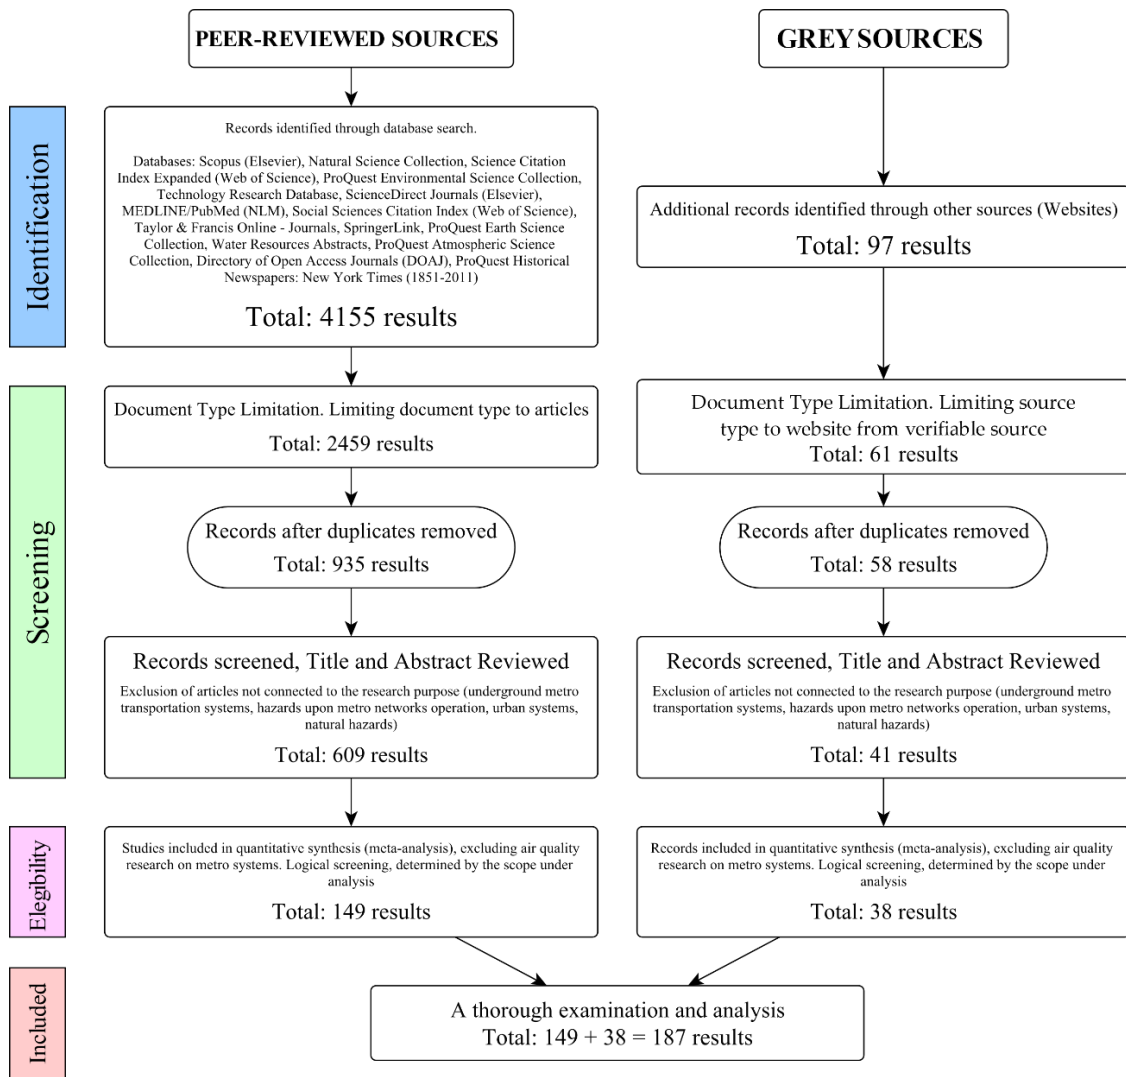 PEER-REVIEWED SOURCES
GREY SOURCES
Identification
Records identified through database search.
Databases: Scopus (Elsevier), Natural Science Collection, Science Citation
Index Expanded (Web of Science), ProQuest Environmental Science Collection,
Technology Research Database, ScienceDirect Journals (Elsevier),
MEDLINE/PubMed (NLM), Social Sciences Citation Index (Web of Science),
Taylor & Francis Online - Journals, SpringerLink, ProQuest Earth Science
Collection, Water Resources Abstracts, ProQuest Atmospheric Science
Collection, Directory of Open Access Journals (DOAJ), ProQuest Historical
Newspapers: New York Times (1851-2011)
Total: 4155 results
Additional records identified through other sources (Websites)
Total: 97 results
Screening
Document Type Limitation. Limiting document type to articles
Total: 2459 results
Document Type Limitation. Limiting source
type to website from verifiable source
Total: 61 results
Records after duplicates removed
Total: 935 results
Records after duplicates removed
Total: 58 results
Records screened, Title and Abstract Reviewed
Exclusion of articles not connected to the research purpose (underground metro
transportation systems, hazards upon metro networks operation, urban systems,
natural hazards)
Total: 609 results
Records screened, Title and Abstract Reviewed
Exclusion of articles not connected to the research purpose (underground metro
transportation systems, hazards upon metro networks operation, urban systems,
natural hazards)
Total: 41 results
Elegibility
Studies included in quantitative synthesis (meta-analysis), excluding air quality
research on metro systems. Logical screening, determined by the scope under
analysis
Total: 149 results
Records included in quantitative synthesis (meta-analysis), excluding air quality
research on metro systems. Logical screening, determined by the scope under
analysis
Total: 38 results
Included
A thorough examination and analysis
Total: 149 + 38 = 187 results